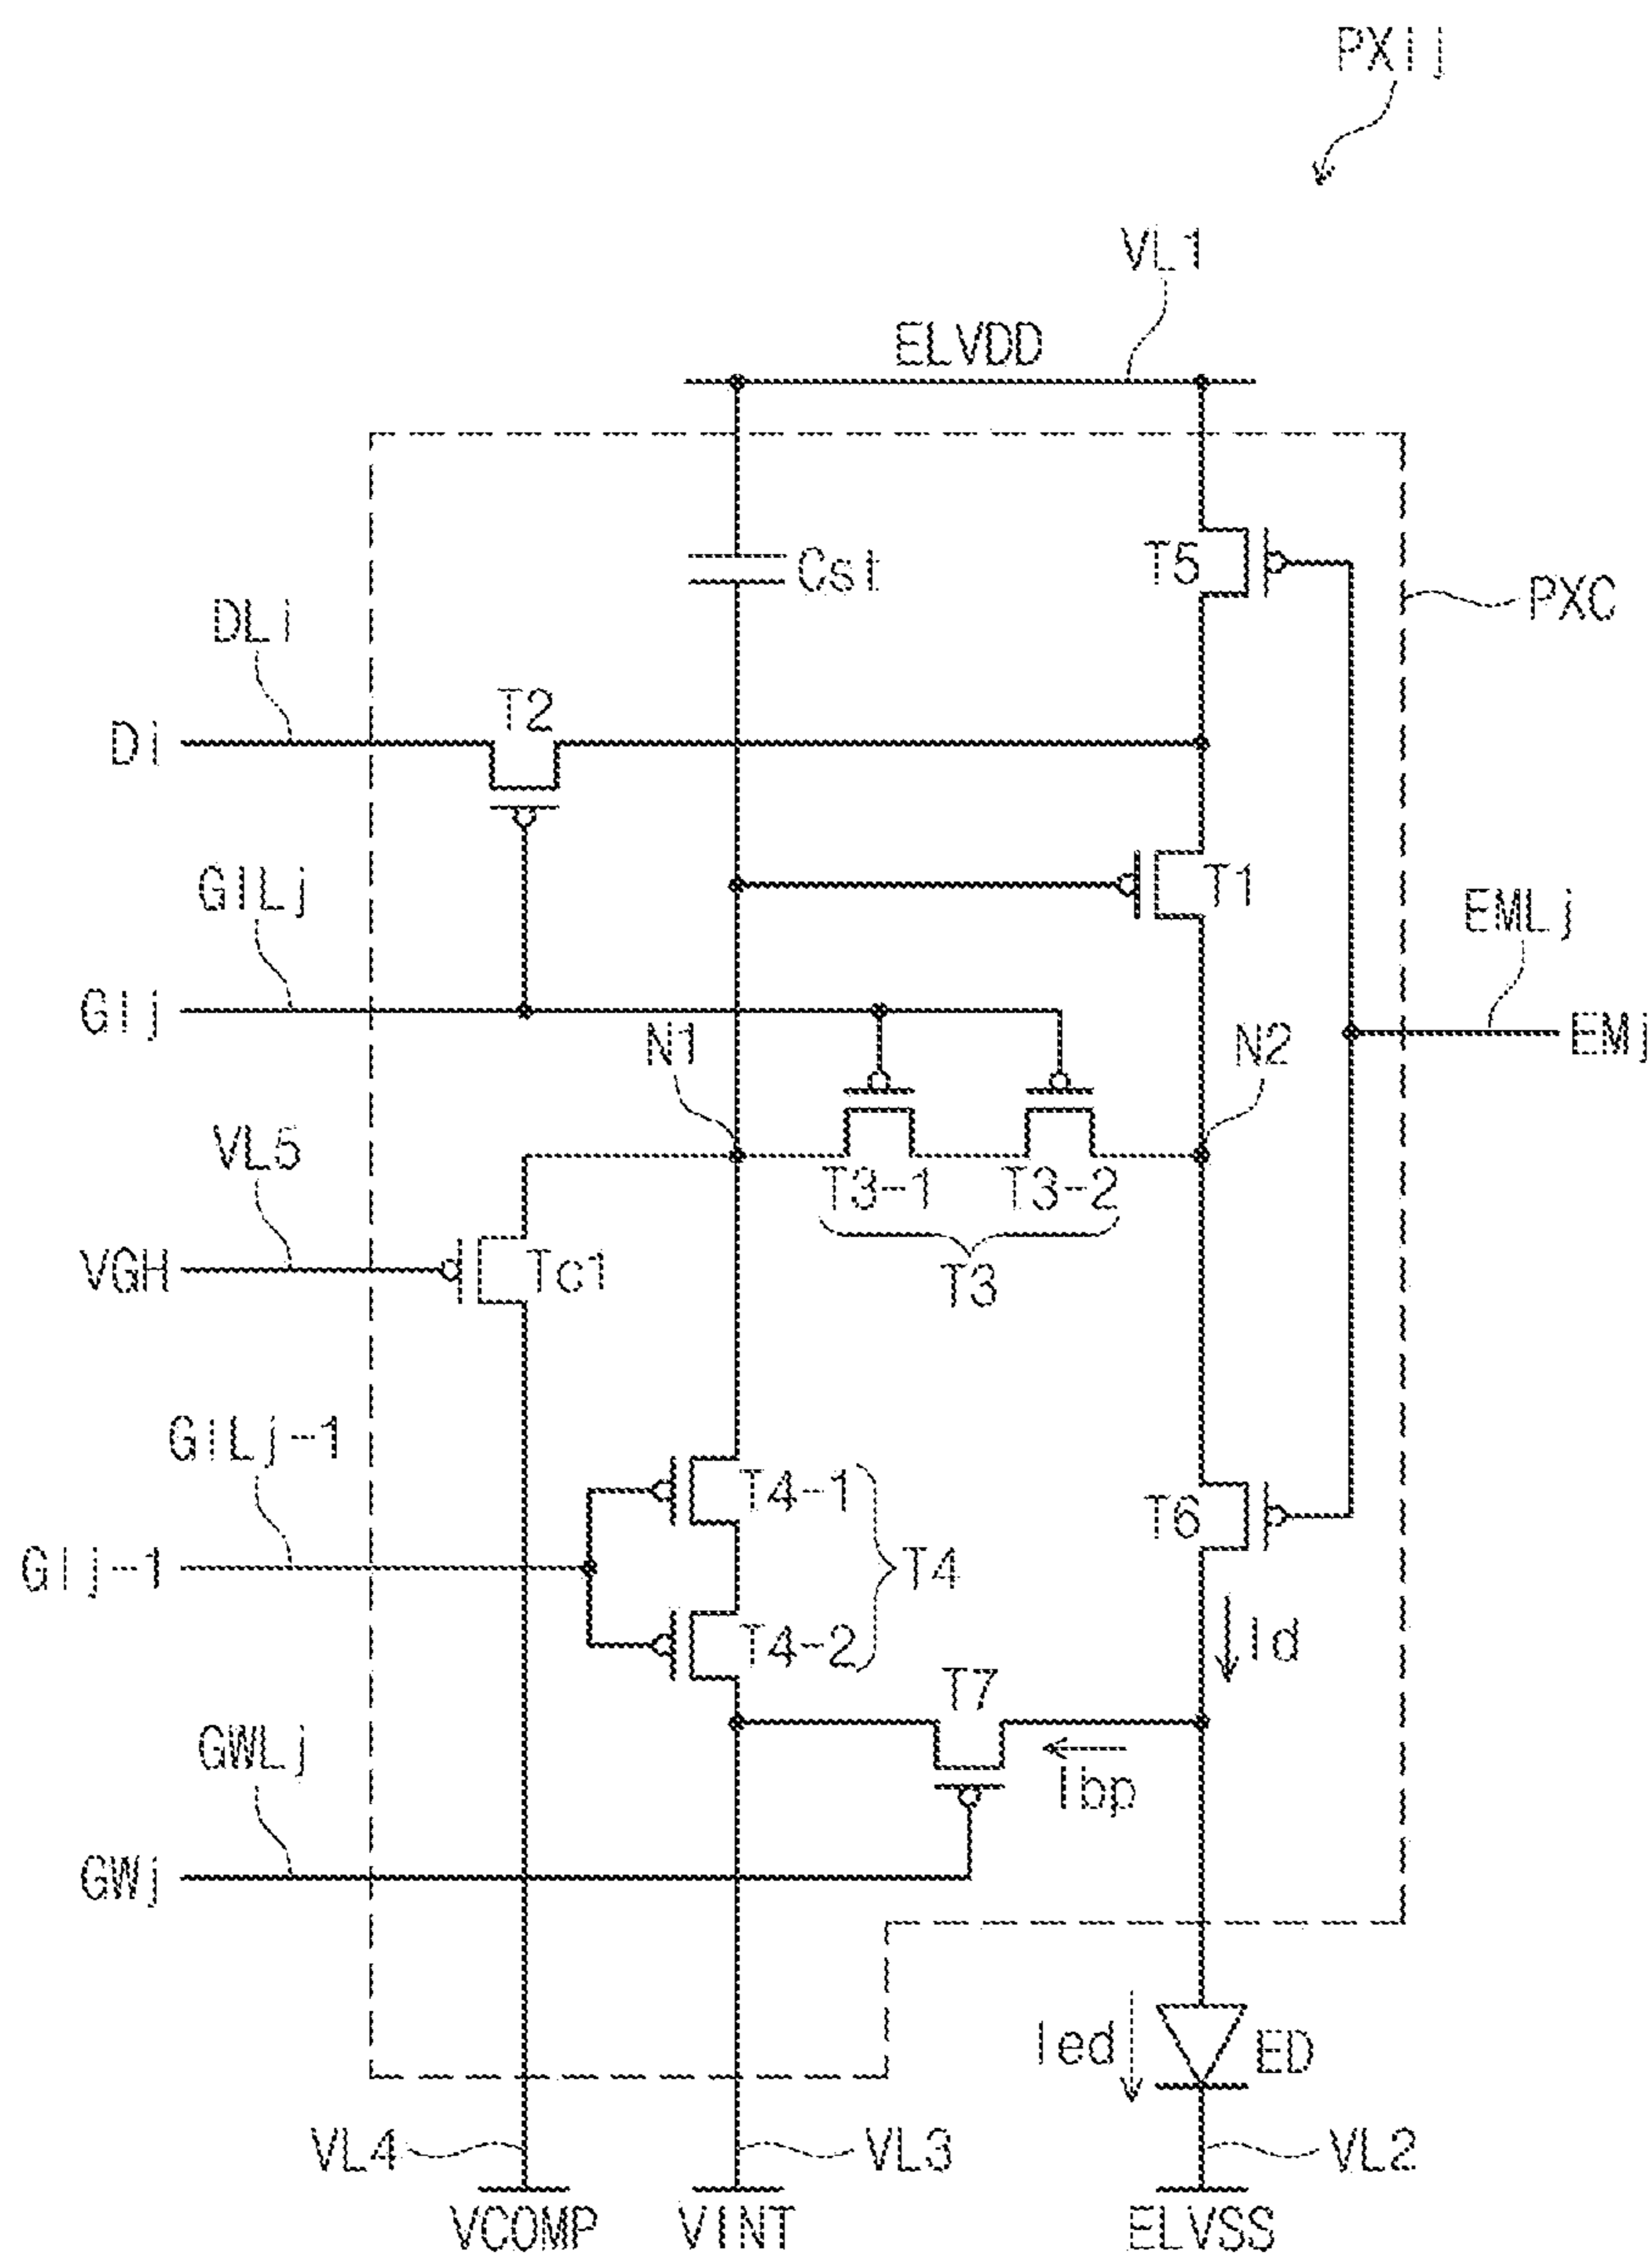 PXij
VL1
ELVDD
Cst
T5
PXC
DLi
T2
Di
GILj
T1
EMLj
GIj
N1
N2
EMj
VL5
T3-1
T3-2
VGH
Tc1
T3
GILj-1
T4-1
T6
GIj-1
T4
T4-2
Id
T7
GWLj
Ibp
GWj
Ied
ED
VL4
VL3
VL2
VCOMP
VINT
ELVSS